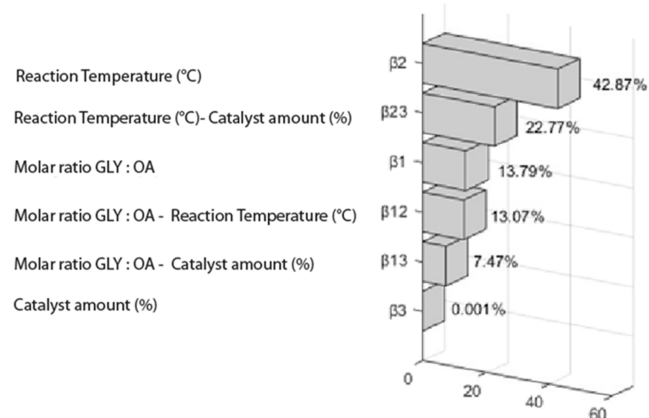 Reaction Temperature (°C) β2 42.87%
Reaction Temperature (°C)- Catalyst amount (%) β23 22.77%
Molar ratio GLY : OA β1 13.79%
Molar ratio GLY : OA - Reaction Temperature (°C) β12 13.07%
Molar ratio GLY : OA - Catalyst amount (%) β13 7.47%
Catalyst amount (%) β3 0.001%
0 20 40 60